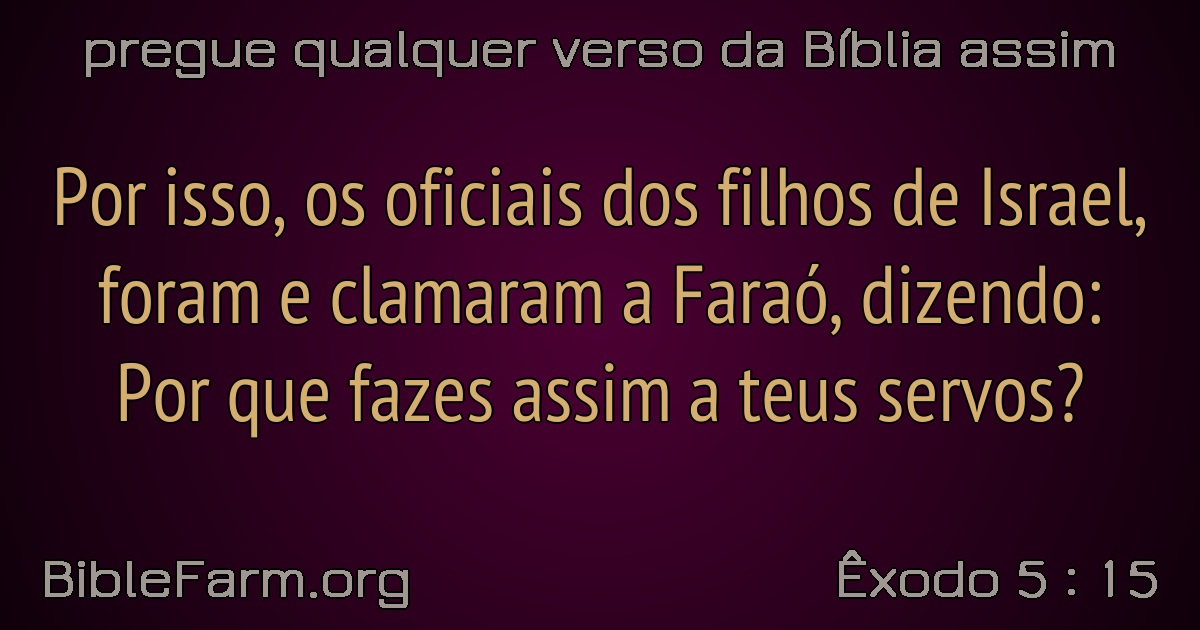 pregue qualquer verso da Bíblia assim
Por isso, os oficiais dos filhos de Israel,
foram e clamaram a Faraó, dizendo:
Por que fazes assim a teus servos?
BibleFarm.org
Êxodo 5 : 15